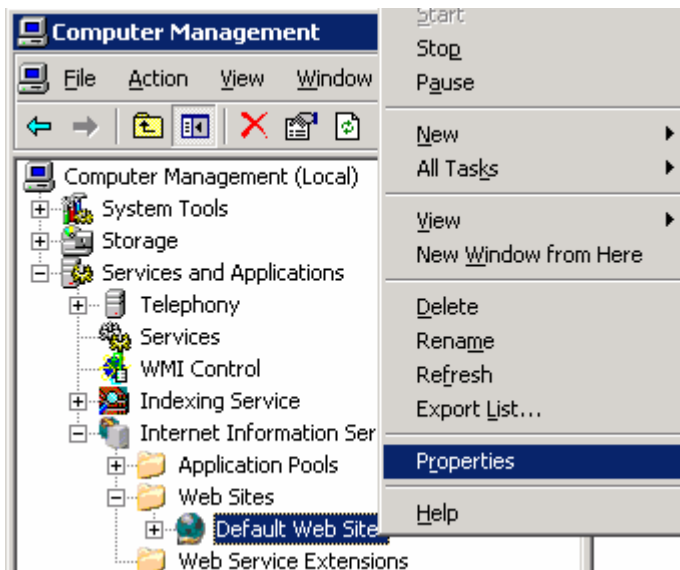 Computer Management
File Action View Window
Computer Management (Local)
System Tools
Storage
Services and Applications
Telephony
Services
WMI Control
Indexing Service
Internet Information Ser
Application Pools
Web Sites
Default Web Site
Web Service Extensions
Start
Stop
Pause
New
All Tasks
View
New Window from Here
Delete
Rename
Refresh
Export List...
Properties
Help